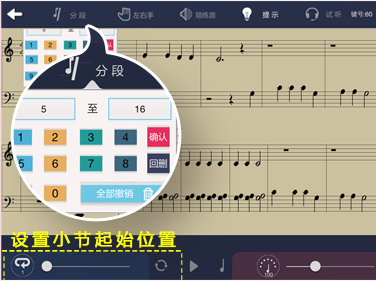 分段 左右手 陪练音 提示 试听 键号:60
分段
5 至 16
1 2 3 4 确认
5 6 7 8 回删
0 全部撤销
设置小节起始位置
1 100